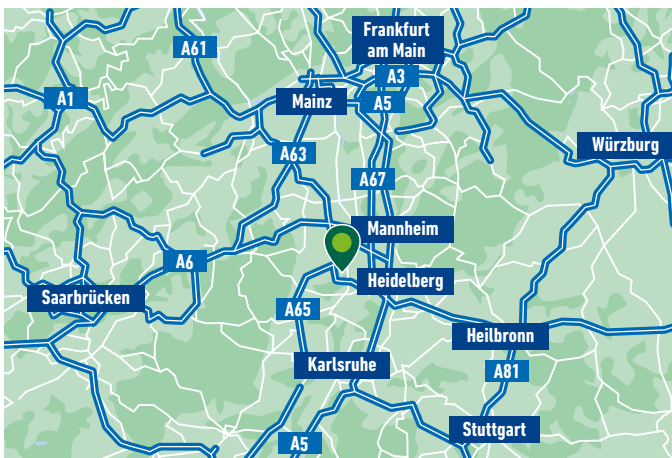 Frankfurt
am Main
A61
A3
A1
Mainz
A5
Würzburg
A63
A67
Mannheim
A6
Heidelberg
Saarbrücken
A65
Heilbronn
Karlsruhe
A81
Stuttgart
A5